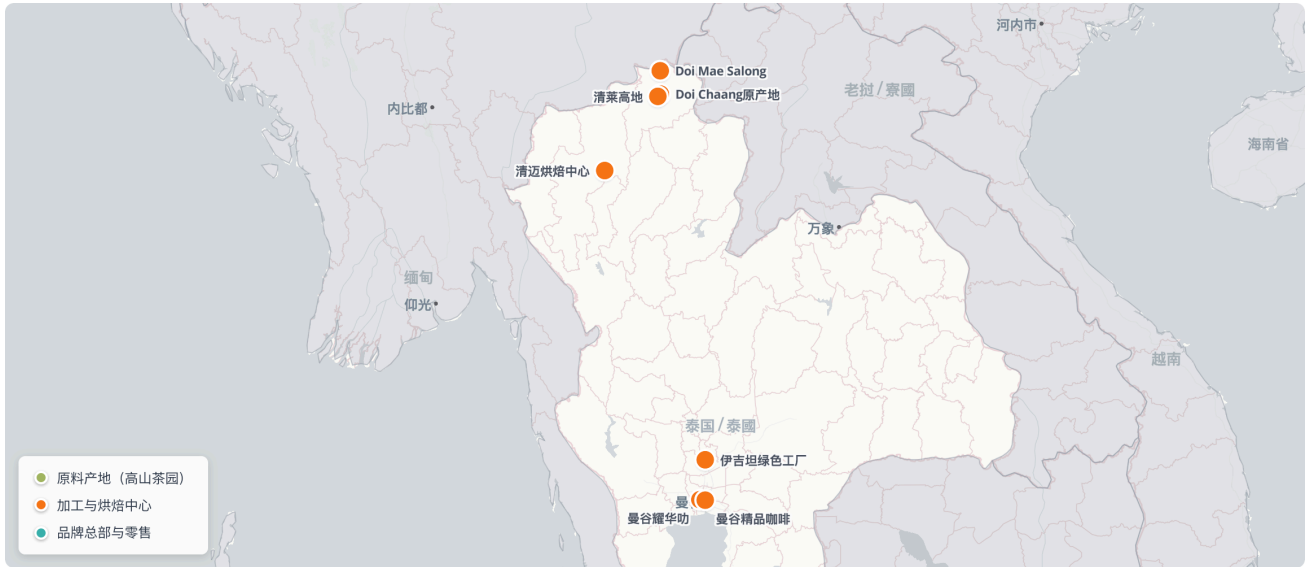 河内市
Doi Mae Salong
老挝/寮國
Doi Chaang原产地
清莱高地
内比都
海南省
清迈烘焙中心
万象
缅甸
仰光
越南
泰国/泰國
伊吉坦绿色工厂
曼
曼谷耀华叻
曼谷精品咖啡
原料产地（高山茶园）
加工与烘焙中心
品牌总部与零售